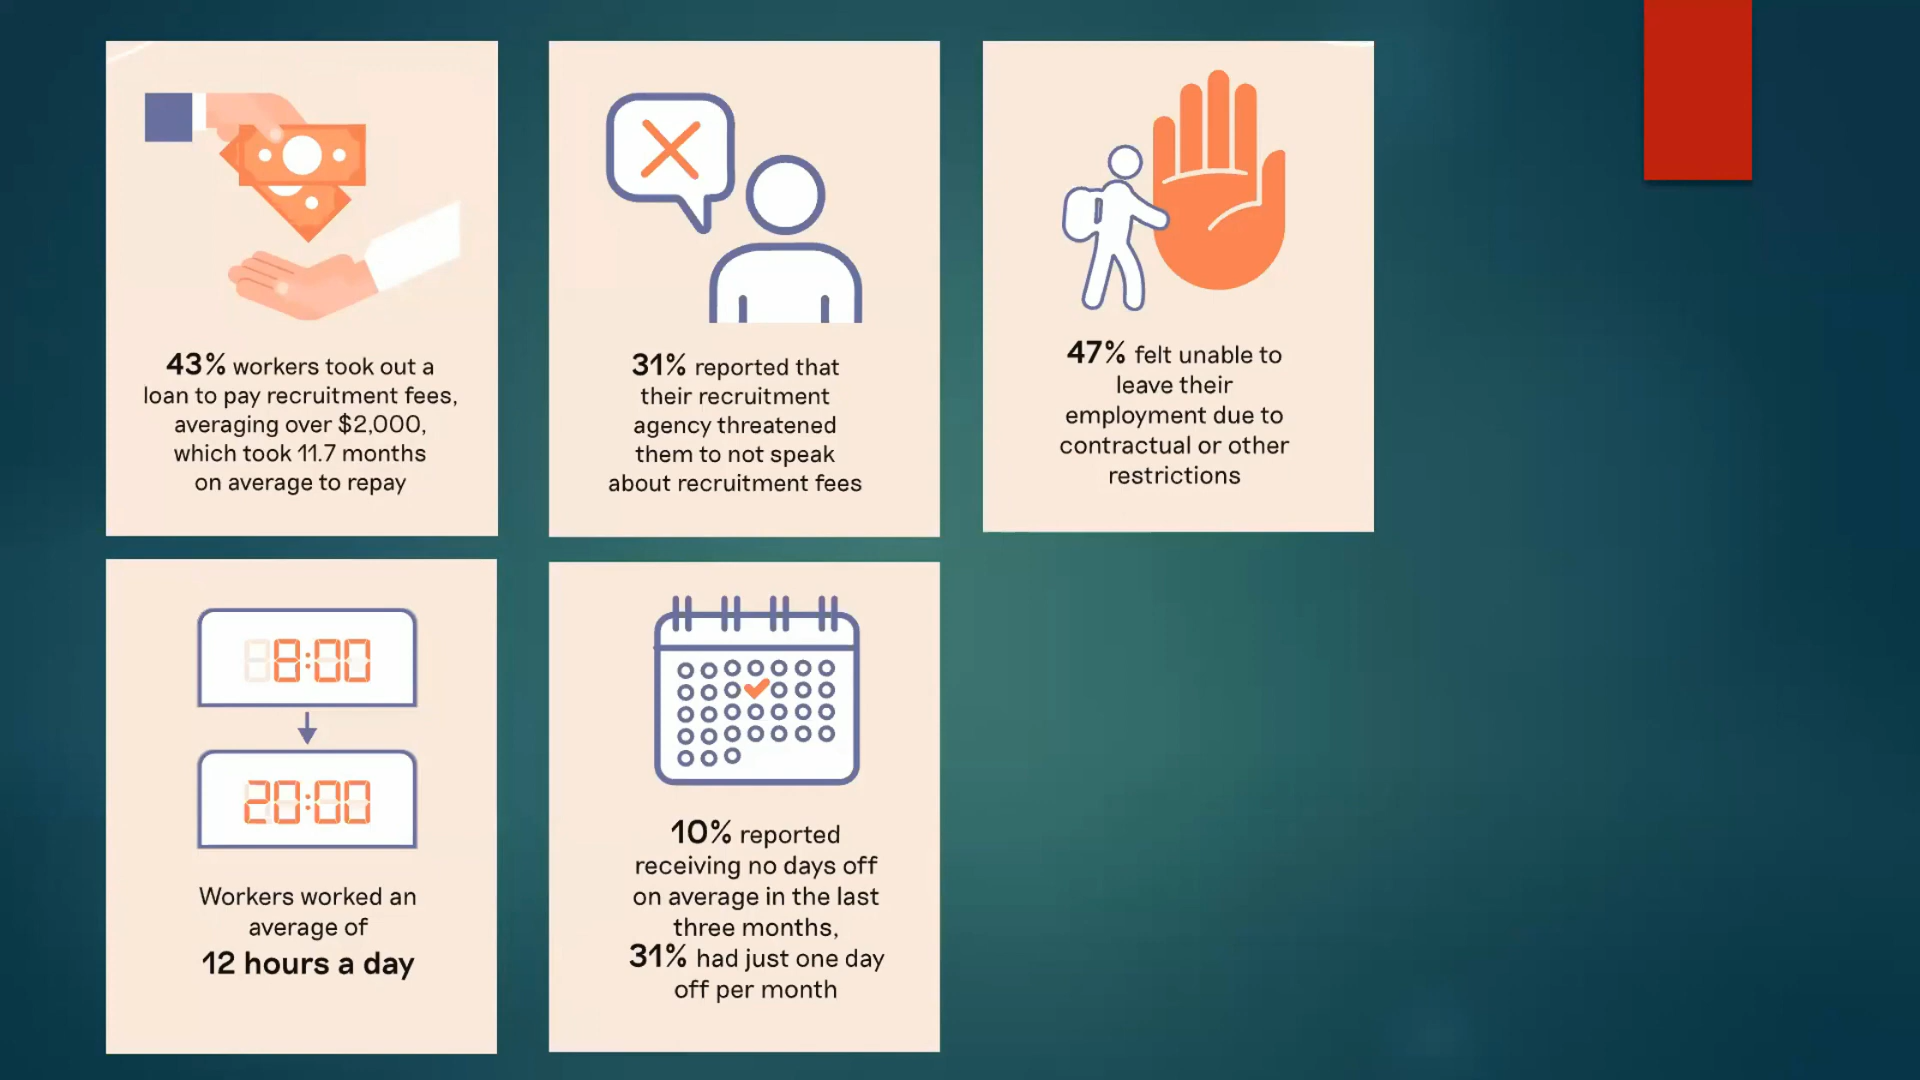 43% workers took out a
loan to pay recruitment fees,
averaging over $2,000,
which took 11.7 months
on average to repay
31% reported that
their recruitment
agency threatened
them to not speak
about recruitment fees
47% felt unable to
leave their
employment due to
contractual or other
restrictions
8:00
20:00
Workers worked an
average of
12 hours a day
10% reported
receiving no days off
on average in the last
three months,
31% had just one day
off per month